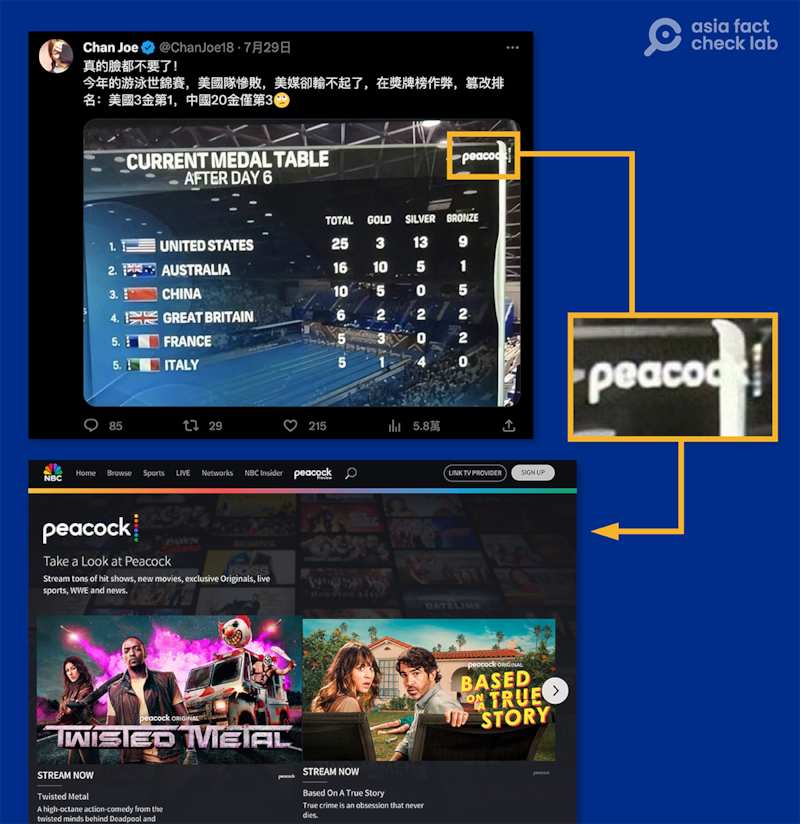 asia fact
check lab
Chan Joe @ChanJoe18 · 7月29日
真的臉都不要了！
今年的游泳世錦賽，美國隊慘敗，美媒卻輸不起了，在獎牌榜作弊，篡改排
名：美國3金第1，中國20金僅第3🙄
CURRENT MEDAL TABLE
AFTER DAY 6
peacoc
TOTAL GOLD SILVER BRONZE
1. UNITED STATES 25 3 13 9
2. AUSTRALIA 16 10 5 1
3. CHINA 10 5 0 5
4. GREAT BRITAIN 6 2 2 2
5. FRANCE 5 3 0 2
5. ITALY 5 1 4 0
85 29 215 5.8萬
peacoc
NBC Home Browse Sports LIVE Networks NBC Insider peacock Preview LINK TV PROVIDER SIGN UP
peacock
Take a Look at Peacock
Stream tons of hit shows, new movies, exclusive Originals, live
sports, WWE and news.
DATELINE
peacock ORIGINAL
TWISTED METAL
peacock ORIGINAL
BASED
ON A TRUE
STORY
STREAM NOW peacock
Twisted Metal
A high-octane action-comedy from the
twisted minds behind Deadpool and
STREAM NOW peacock
Based On A True Story
True crime is an obsession that never
dies.